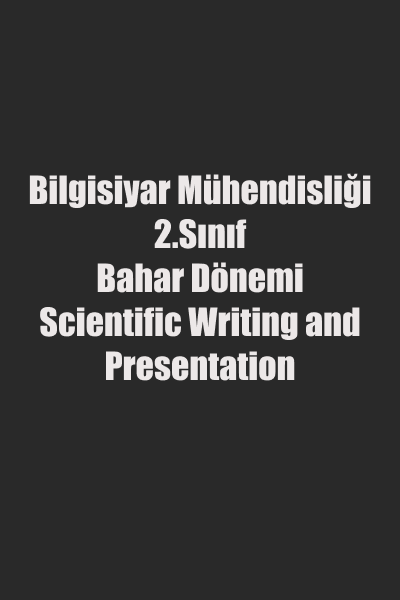 Bilgisiyar Mühendisliği
2.Sınıf
Bahar Dönemi
Scientific Writing and
Presentation